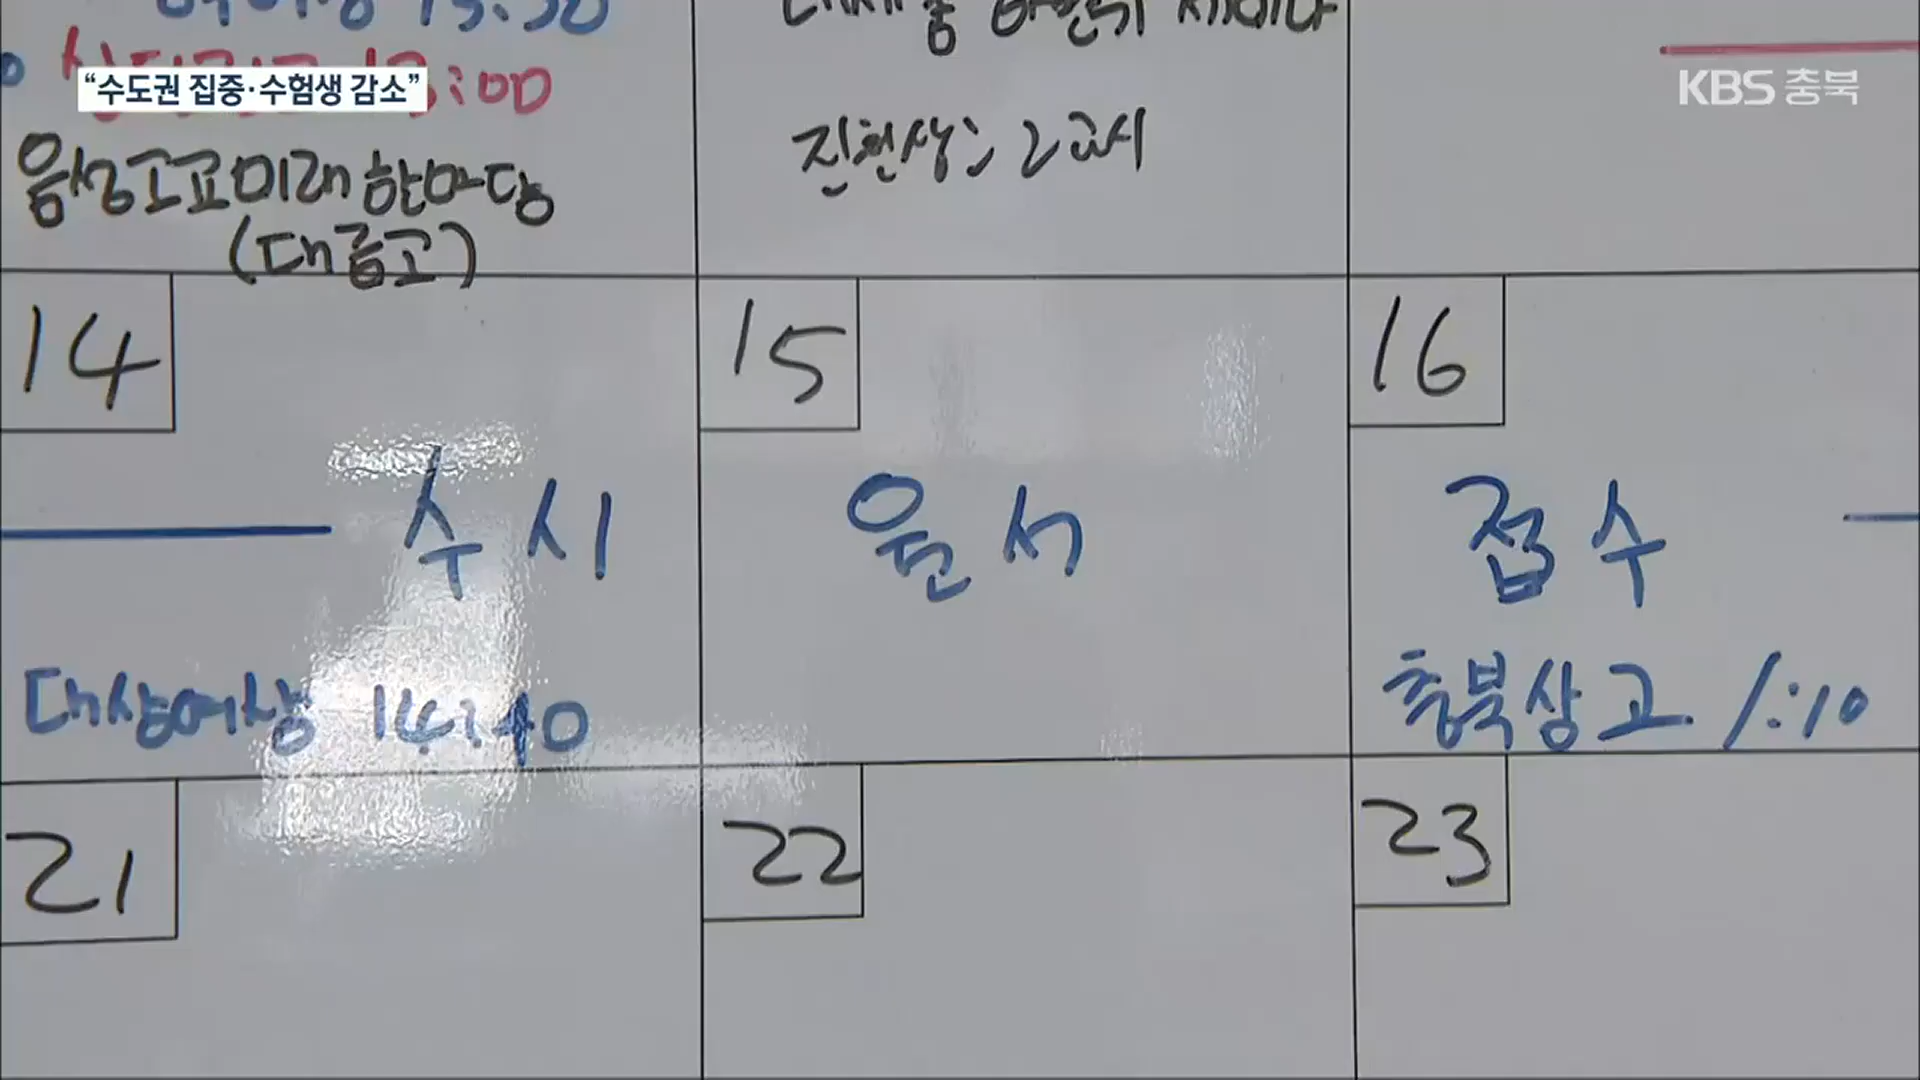 “수도권 집중·수험생 감소”
KBS 충북
:00
음성고교미래한마당
(대금고)
진천상: 2교시
14
15
16
수시
원서
접수
대성여상 14:40
충북상고 1:10
21
22
23